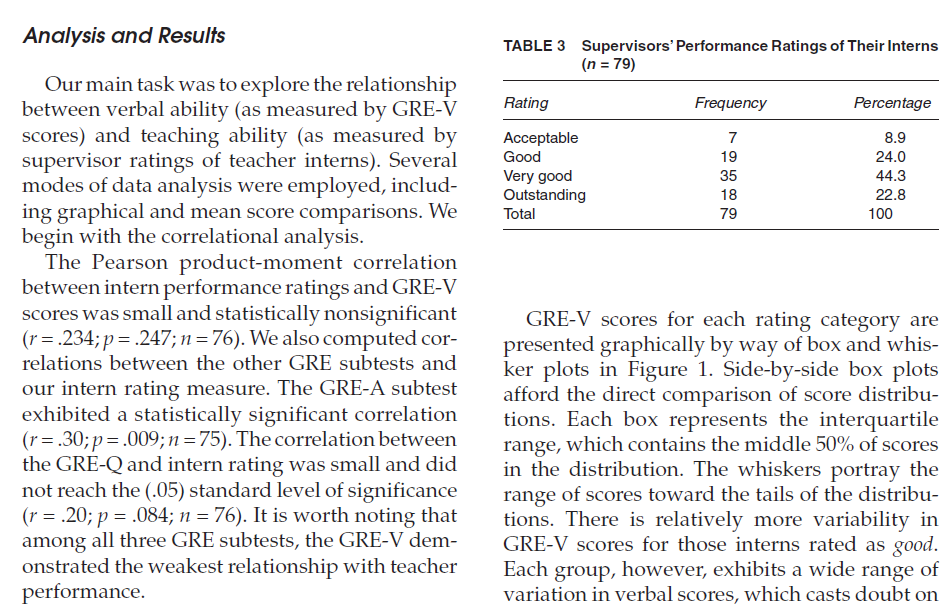 Analysis and Results
Our main task was to explore the relationship
between verbal ability (as measured by GRE-V
scores) and teaching ability (as measured by
supervisor ratings of teacher interns). Several
modes of data analysis were employed, includ-
ing graphical and mean score comparisons. We
begin with the correlational analysis.
The Pearson product-moment correlation
between intern performance ratings and GRE-V
scores was small and statistically nonsignificant
(r = .234; p = .247; n = 76). We also computed cor-
relations between the other GRE subtests and
our intern rating measure. The GRE-A subtest
exhibited a statistically significant correlation
(r = .30; p = .009; n = 75). The correlation between
the GRE-Q and intern rating was small and did
not reach the (.05) standard level of significance
(r = .20; p = .084; n = 76). It is worth noting that
among all three GRE subtests, the GRE-V dem-
onstrated the weakest relationship with teacher
performance.
TABLE 3 Supervisors' Performance Ratings of Their Interns
(n = 79)
Rating Frequency Percentage
Acceptable 7 8.9
Good 19 24.0
Very good 35 44.3
Outstanding 18 22.8
Total 79 100
GRE-V scores for each rating category are
presented graphically by way of box and whis-
ker plots in Figure 1. Side-by-side box plots
afford the direct comparison of score distribu-
tions. Each box represents the interquartile
range, which contains the middle 50% of scores
in the distribution. The whiskers portray the
range of scores toward the tails of the distribu-
tions. There is relatively more variability in
GRE-V scores for those interns rated as good.
Each group, however, exhibits a wide range of
variation in verbal scores, which casts doubt on